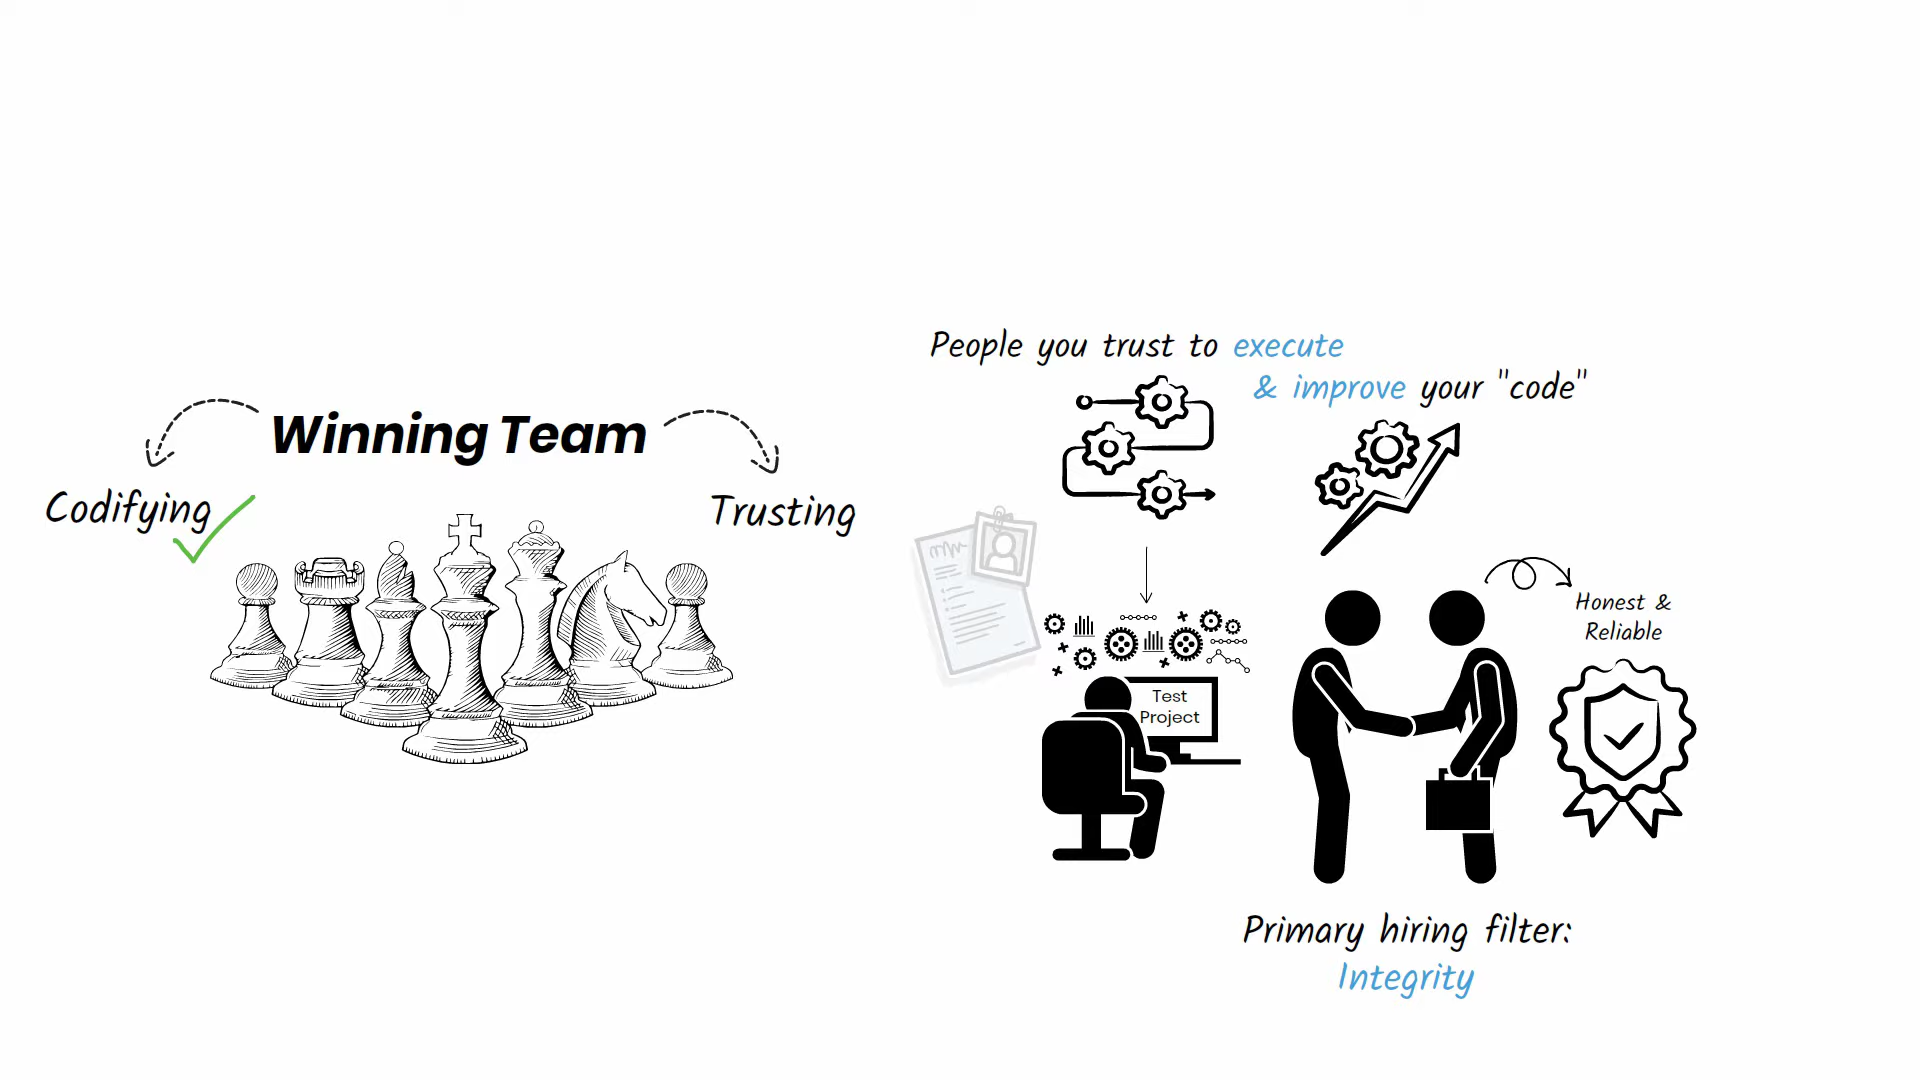 Winning Team
Codifying
Trusting
People you trust to execute
& improve your "code"
Test
Project
Honest &
Reliable
Primary hiring filter:
Integrity